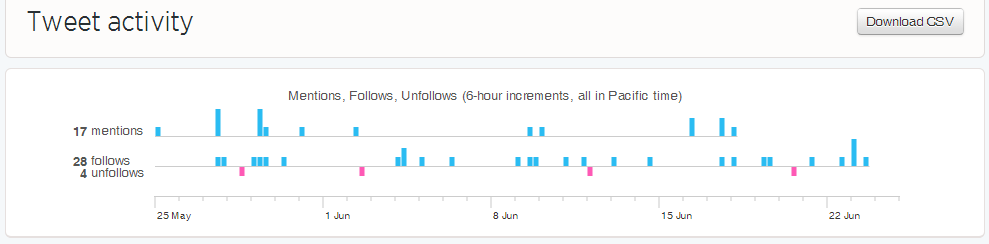 Tweet activity
Download CSV
Mentions, Follows, Unfollows (6-hour increments, all in Pacific time)
17 mentions
28 follows
4 unfollows
25 May
1 Jun
8 Jun
15 Jun
22 Jun